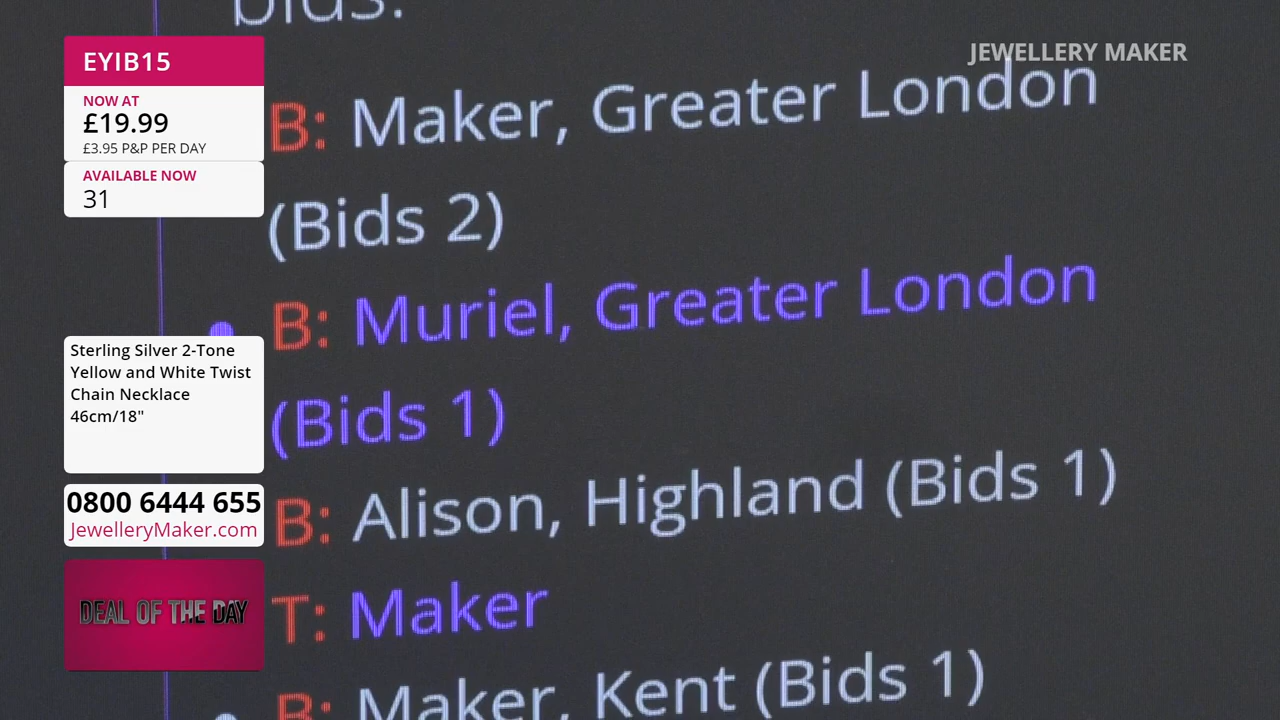 bids:
EYIB15
NOW AT
£19.99
£3.95 P&P PER DAY
AVAILABLE NOW
31
Sterling Silver 2-Tone
Yellow and White Twist
Chain Necklace
46cm/18"
0800 6444 655
JewelleryMaker.com
DEAL OF THE DAY
JEWELLERY MAKER
B: Maker, Greater London
(Bids 2)
B: Muriel, Greater London
(Bids 1)
B: Alison, Highland (Bids 1)
T: Maker
B: Maker, Kent (Bids 1)